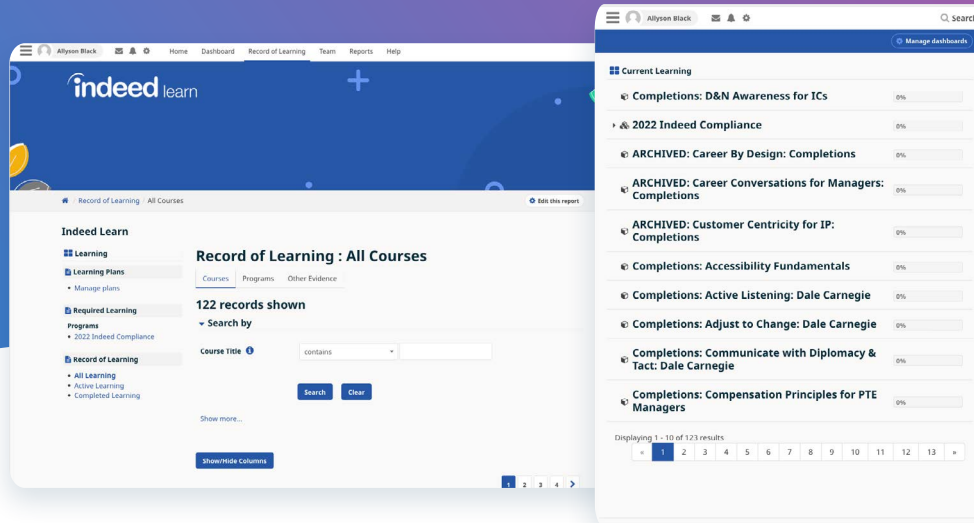 Allyson Black
Home Dashboard Record of Learning Team Reports Help
indeed learn
/ Record of Learning / All Courses
Edit this report
Indeed Learn
Learning
Learning Plans
• Manage plans
Required Learning
Programs
• 2022 Indeed Compliance
Record of Learning
• All Learning
• Active Learning
• Completed Learning
Record of Learning : All Courses
Courses Programs Other Evidence
122 records shown
Search by
Course Title
contains
Search Clear
Show more...
Show/Hide Columns
1 2 3 4
Allyson Black
Search
Manage dashboards
Current Learning
Completions: D&N Awareness for ICs 0%
2022 Indeed Compliance 0%
ARCHIVED: Career By Design: Completions 0%
ARCHIVED: Career Conversations for Managers:
Completions 0%
ARCHIVED: Customer Centricity for IP:
Completions 0%
Completions: Accessibility Fundamentals 0%
Completions: Active Listening: Dale Carnegie 0%
Completions: Adjust to Change: Dale Carnegie 0%
Completions: Communicate with Diplomacy &
Tact: Dale Carnegie 0%
Completions: Compensation Principles for PTE
Managers 0%
Displaying 1 - 10 of 123 results
« 1 2 3 4 5 6 7 8 9 10 11 12 13 »